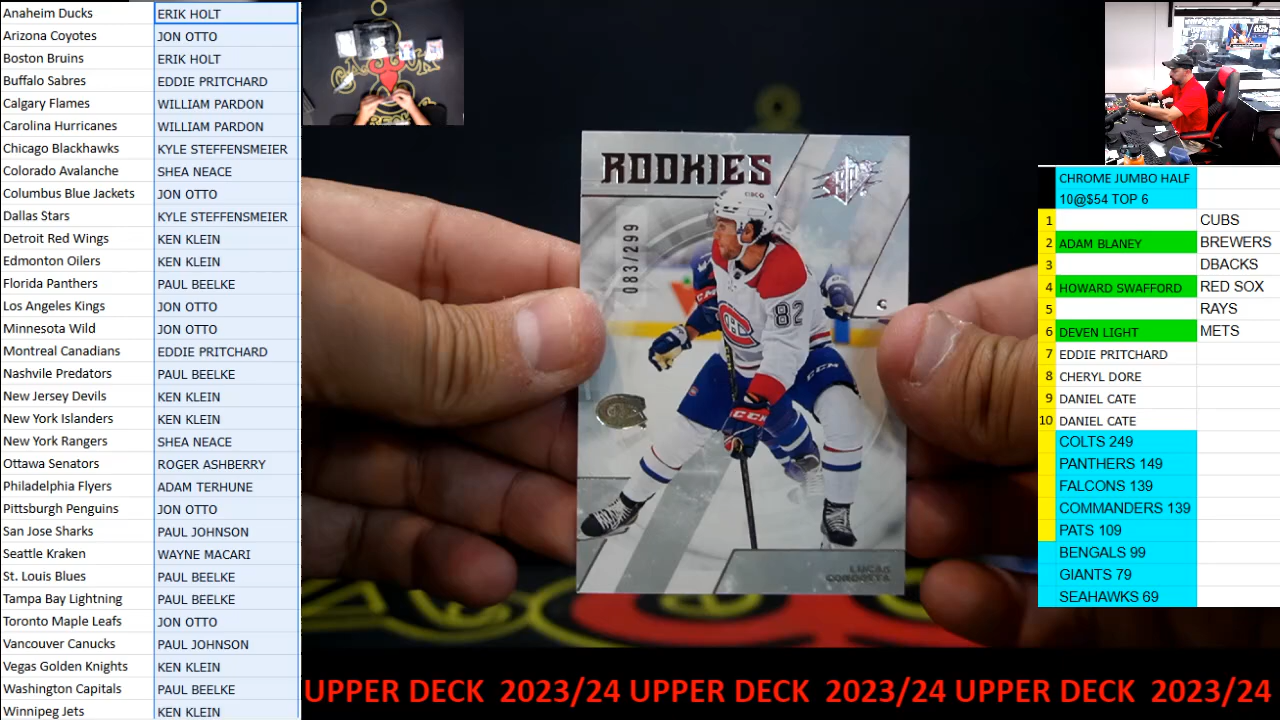 Anaheim Ducks ERIK HOLT
Arizona Coyotes JON OTTO
Boston Bruins ERIK HOLT
Buffalo Sabres EDDIE PRITCHARD
Calgary Flames WILLIAM PARDON
Carolina Hurricanes WILLIAM PARDON
Chicago Blackhawks KYLE STEFFENSMEIER
Colorado Avalanche SHEA NEACE
Columbus Blue Jackets JON OTTO
Dallas Stars KYLE STEFFENSMEIER
Detroit Red Wings KEN KLEIN
Edmonton Oilers KEN KLEIN
Florida Panthers PAUL BEELKE
Los Angeles Kings JON OTTO
Minnesota Wild JON OTTO
Montreal Canadians EDDIE PRITCHARD
Nashvile Predators PAUL BEELKE
New Jersey Devils KEN KLEIN
New York Islanders KEN KLEIN
New York Rangers SHEA NEACE
Ottawa Senators ROGER ASHBERRY
Philadelphia Flyers ADAM TERHUNE
Pittsburgh Penguins JON OTTO
San Jose Sharks PAUL JOHNSON
Seattle Kraken WAYNE MACARI
St. Louis Blues PAUL BEELKE
Tampa Bay Lightning PAUL BEELKE
Toronto Maple Leafs JON OTTO
Vancouver Canucks PAUL JOHNSON
Vegas Golden Knights KEN KLEIN
Washington Capitals PAUL BEELKE
Winnipeg Jets KEN KLEIN
ROOKIES
SPx
083/299
82
C
CCM
LUCAS
CONDOTTA
CHROME JUMBO HALF
10@$54 TOP 6
1 CUBS
2 ADAM BLANEY BREWERS
3 DBACKS
4 HOWARD SWAFFORD RED SOX
5 RAYS
6 DEVEN LIGHT METS
7 EDDIE PRITCHARD
8 CHERYL DORE
9 DANIEL CATE
10 DANIEL CATE
COLTS 249
PANTHERS 149
FALCONS 139
COMMANDERS 139
PATS 109
BENGALS 99
GIANTS 79
SEAHAWKS 69
UPPER DECK 2023/24 UPPER DECK 2023/24 UPPER DECK 2023/24